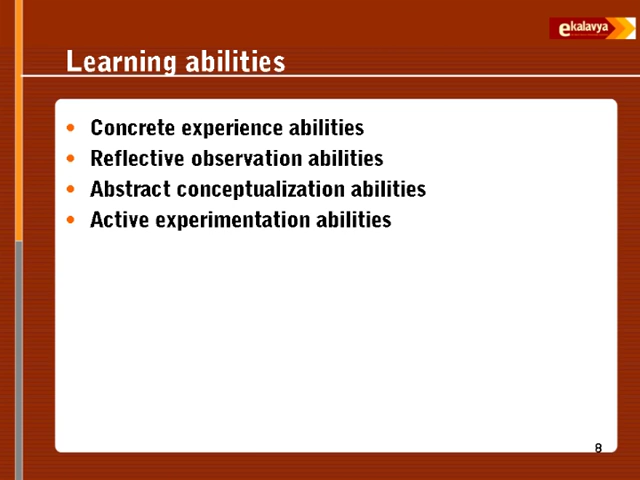 ekalavya
Learning abilities
• Concrete experience abilities
• Reflective observation abilities
• Abstract conceptualization abilities
• Active experimentation abilities
8